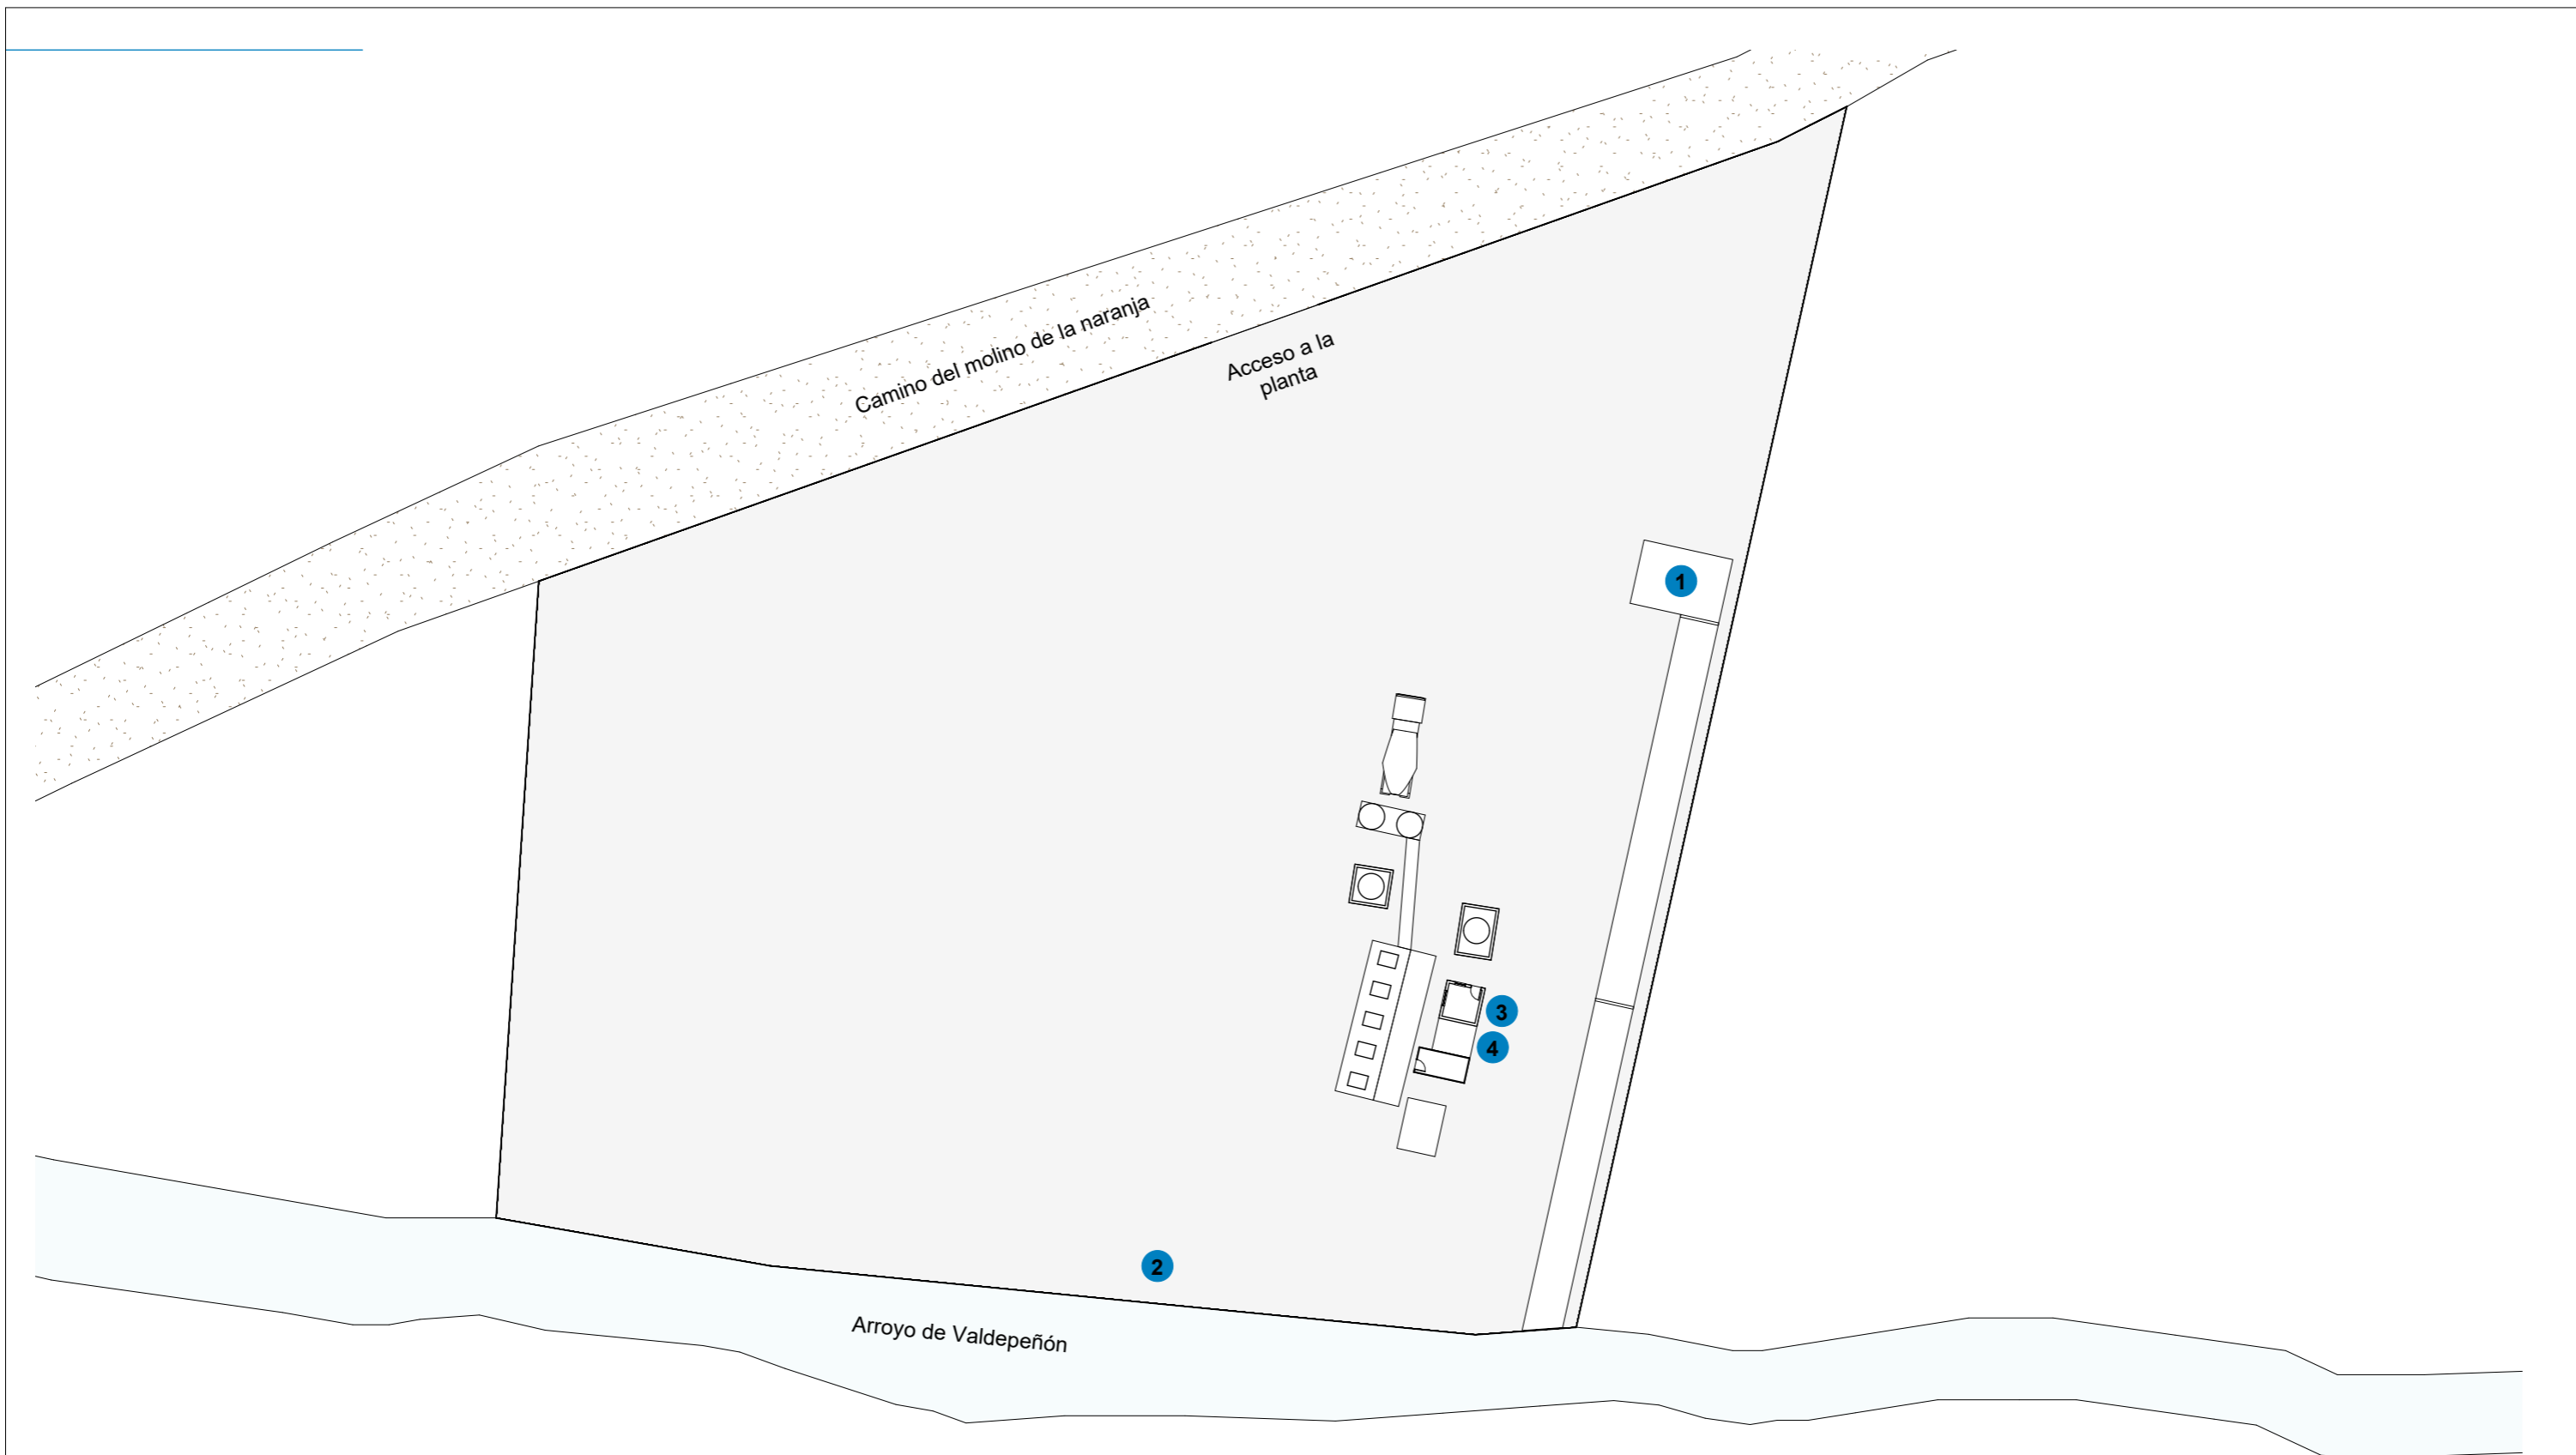 Camino del molino de la naranja
Acceso a la
planta
1
3
4
2
Arroyo de Valdepeñón